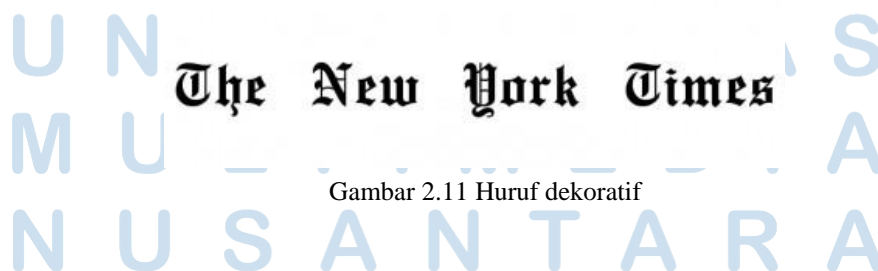 The New York Times
Gambar 2.11 Huruf dekoratif
NUSANTARA